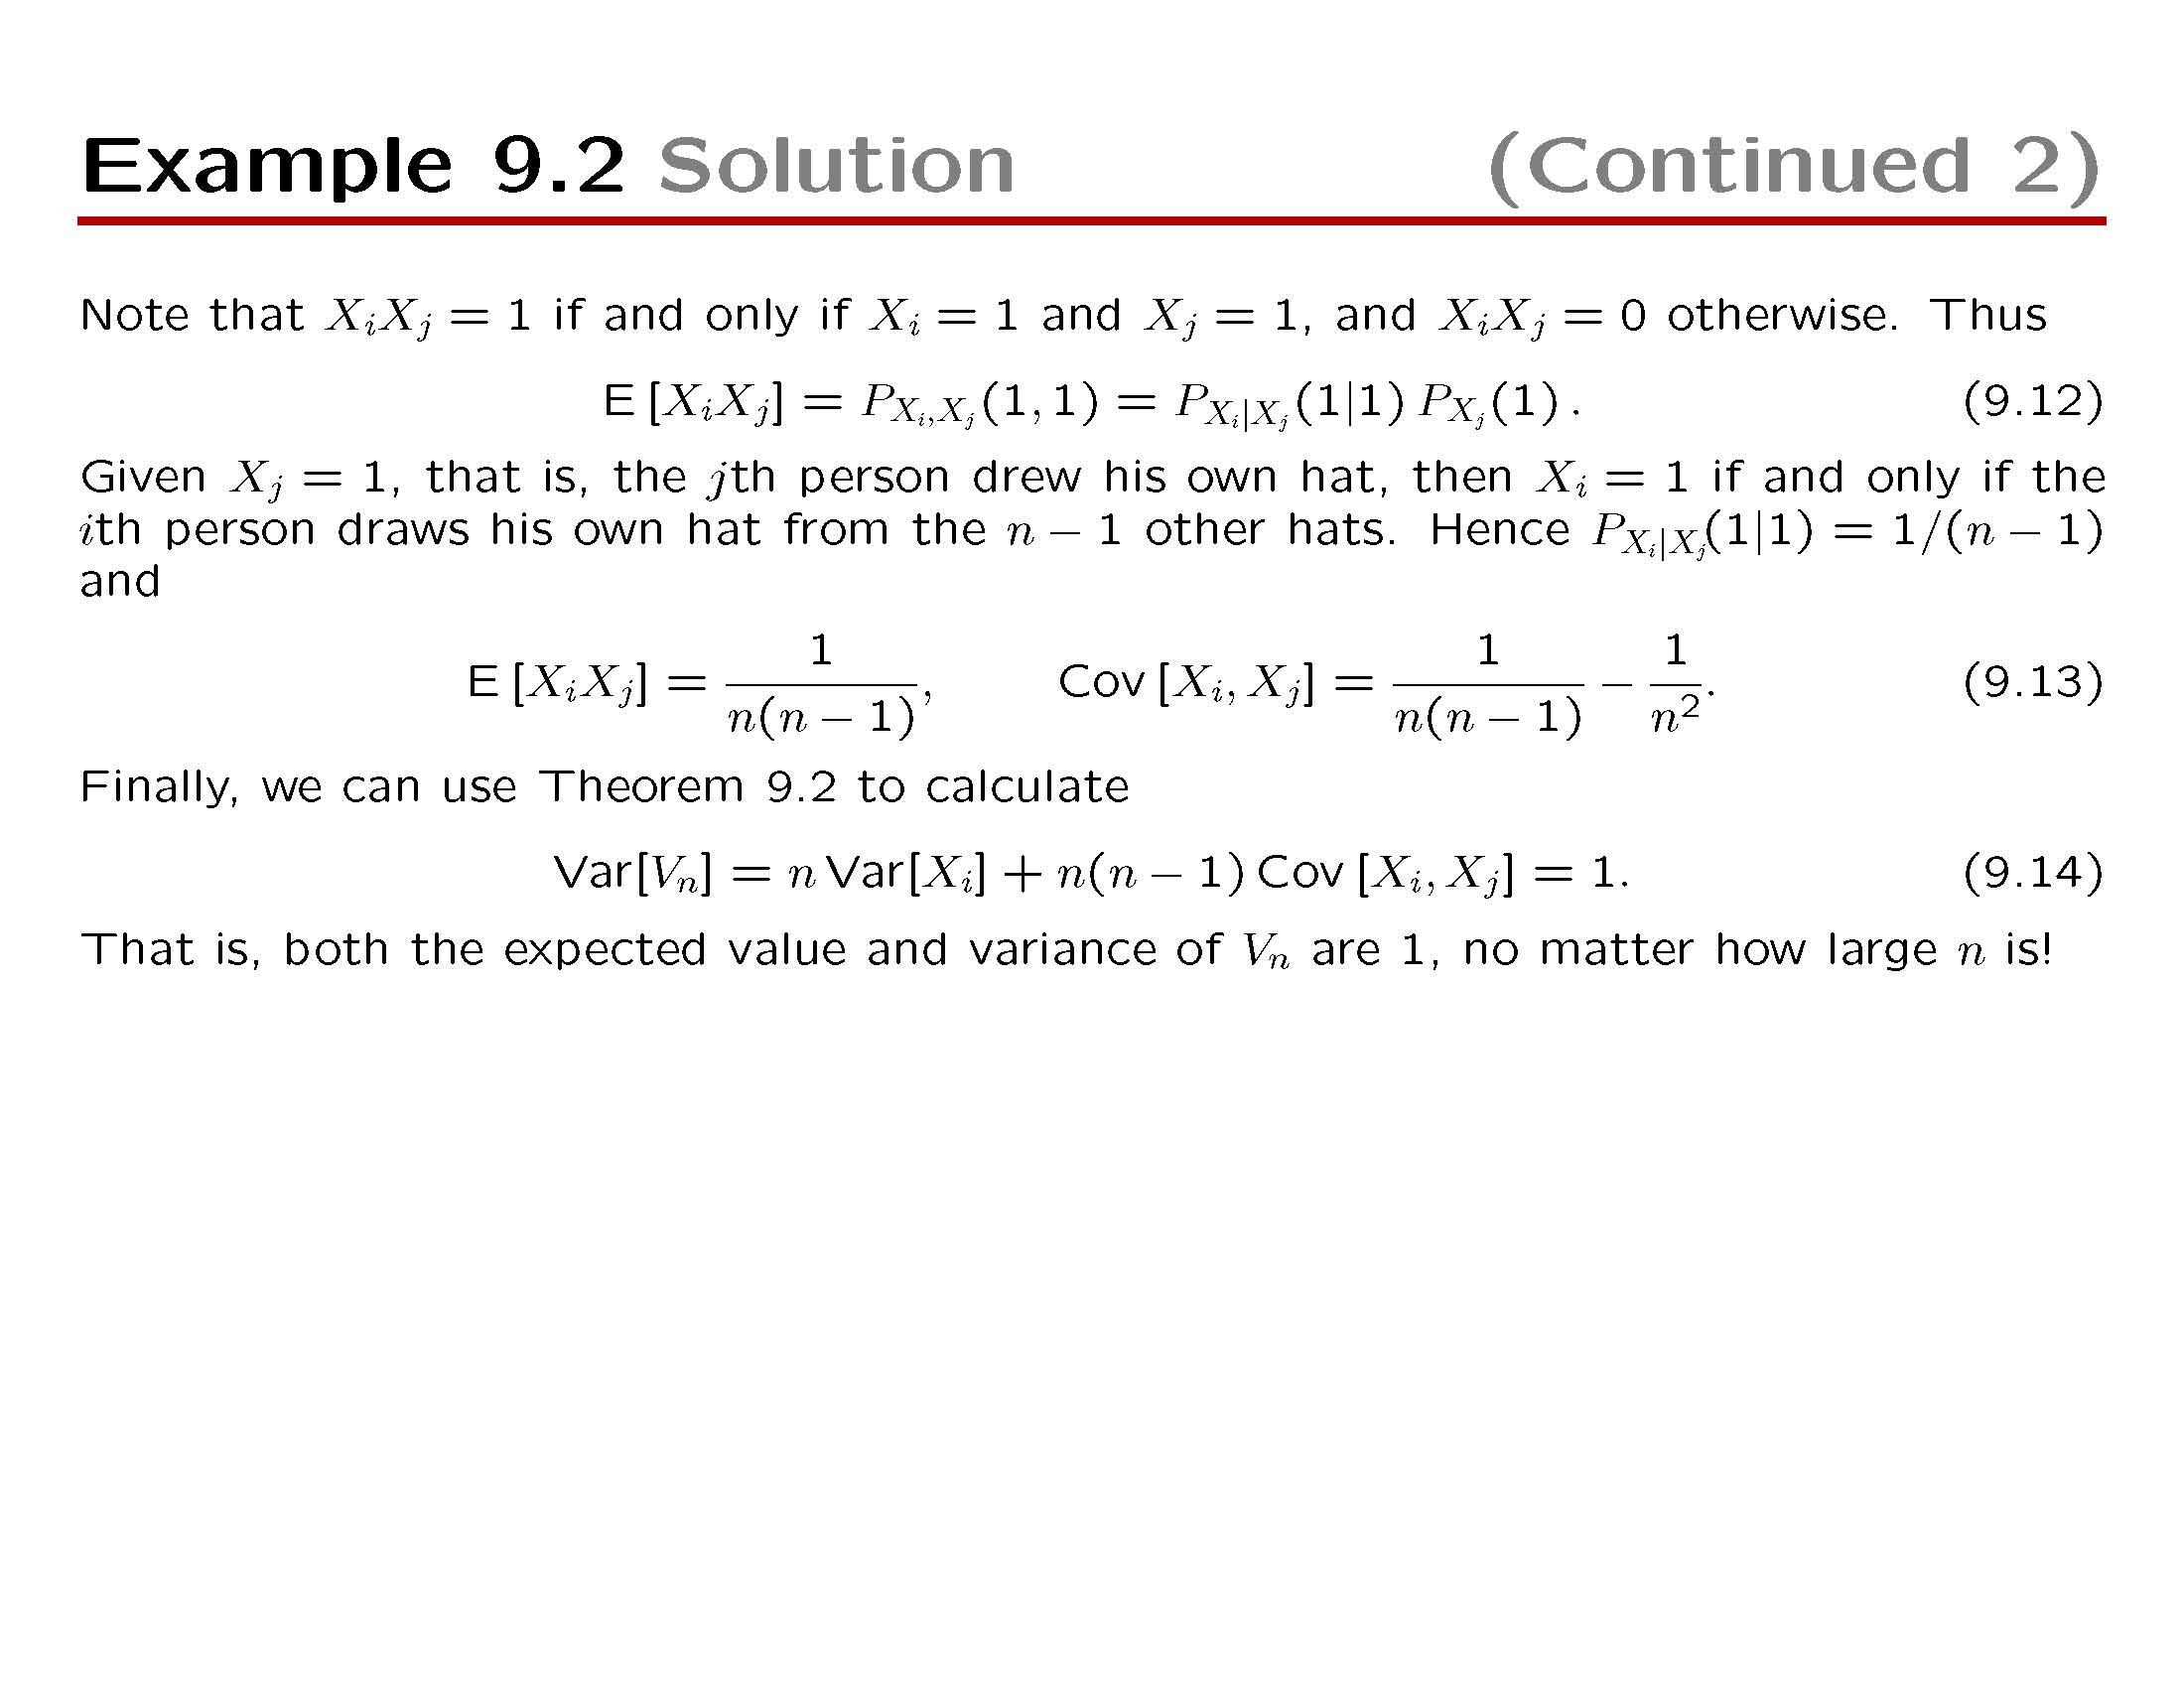 Example 9.2 Solution (Continued 2)
Note that X_iX_j = 1 if and only if X_i = 1 and X_j = 1, and X_iX_j = 0 otherwise. Thus
E [X_iX_j] = P_{X_i,X_j}(1, 1) = P_{X_i|X_j}(1|1) P_{X_j}(1) . (9.12)
Given X_j = 1, that is, the jth person drew his own hat, then X_i = 1 if and only if the
ith person draws his own hat from the n − 1 other hats. Hence P_{X_i|X_j}(1|1) = 1/(n − 1)
and
E [X_iX_j] = \frac{1}{n(n − 1)}, Cov [X_i, X_j] = \frac{1}{n(n − 1)} − \frac{1}{n^2}. (9.13)
Finally, we can use Theorem 9.2 to calculate
Var[V_n] = n Var[X_i] + n(n − 1) Cov [X_i, X_j] = 1. (9.14)
That is, both the expected value and variance of V_n are 1, no matter how large n is!